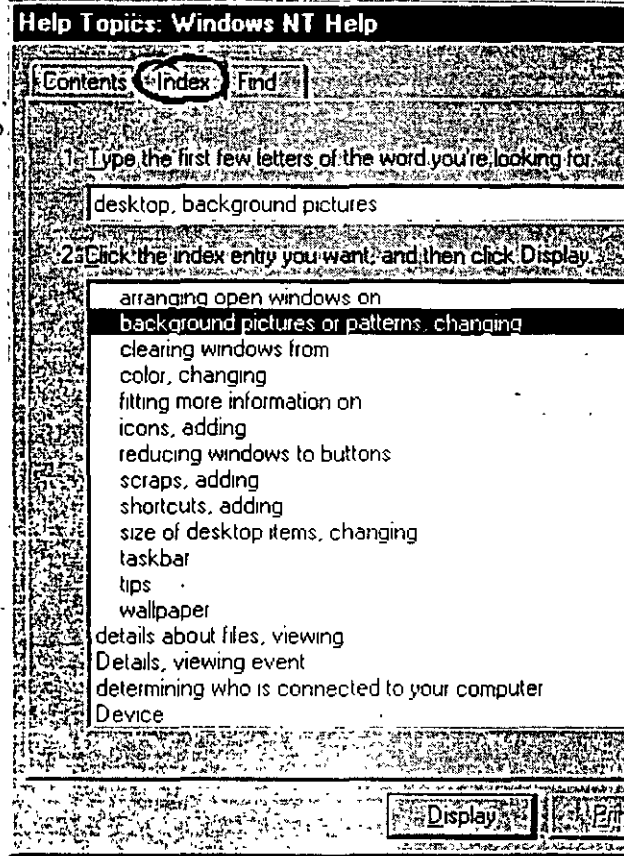 Help Topics: Windows NT Help
Contents Index Find
1. Type the first few letters of the word you're looking for.
desktop, background pictures
2. Click the index entry you want, and then click Display.
arranging open windows on
background pictures or patterns, changing
clearing windows from
color, changing
fitting more information on
icons, adding
reducing windows to buttons
scraps, adding
shortcuts, adding
size of desktop items, changing
taskbar
tips
wallpaper
details about files, viewing
Details, viewing event
determining who is connected to your computer
Device
Display